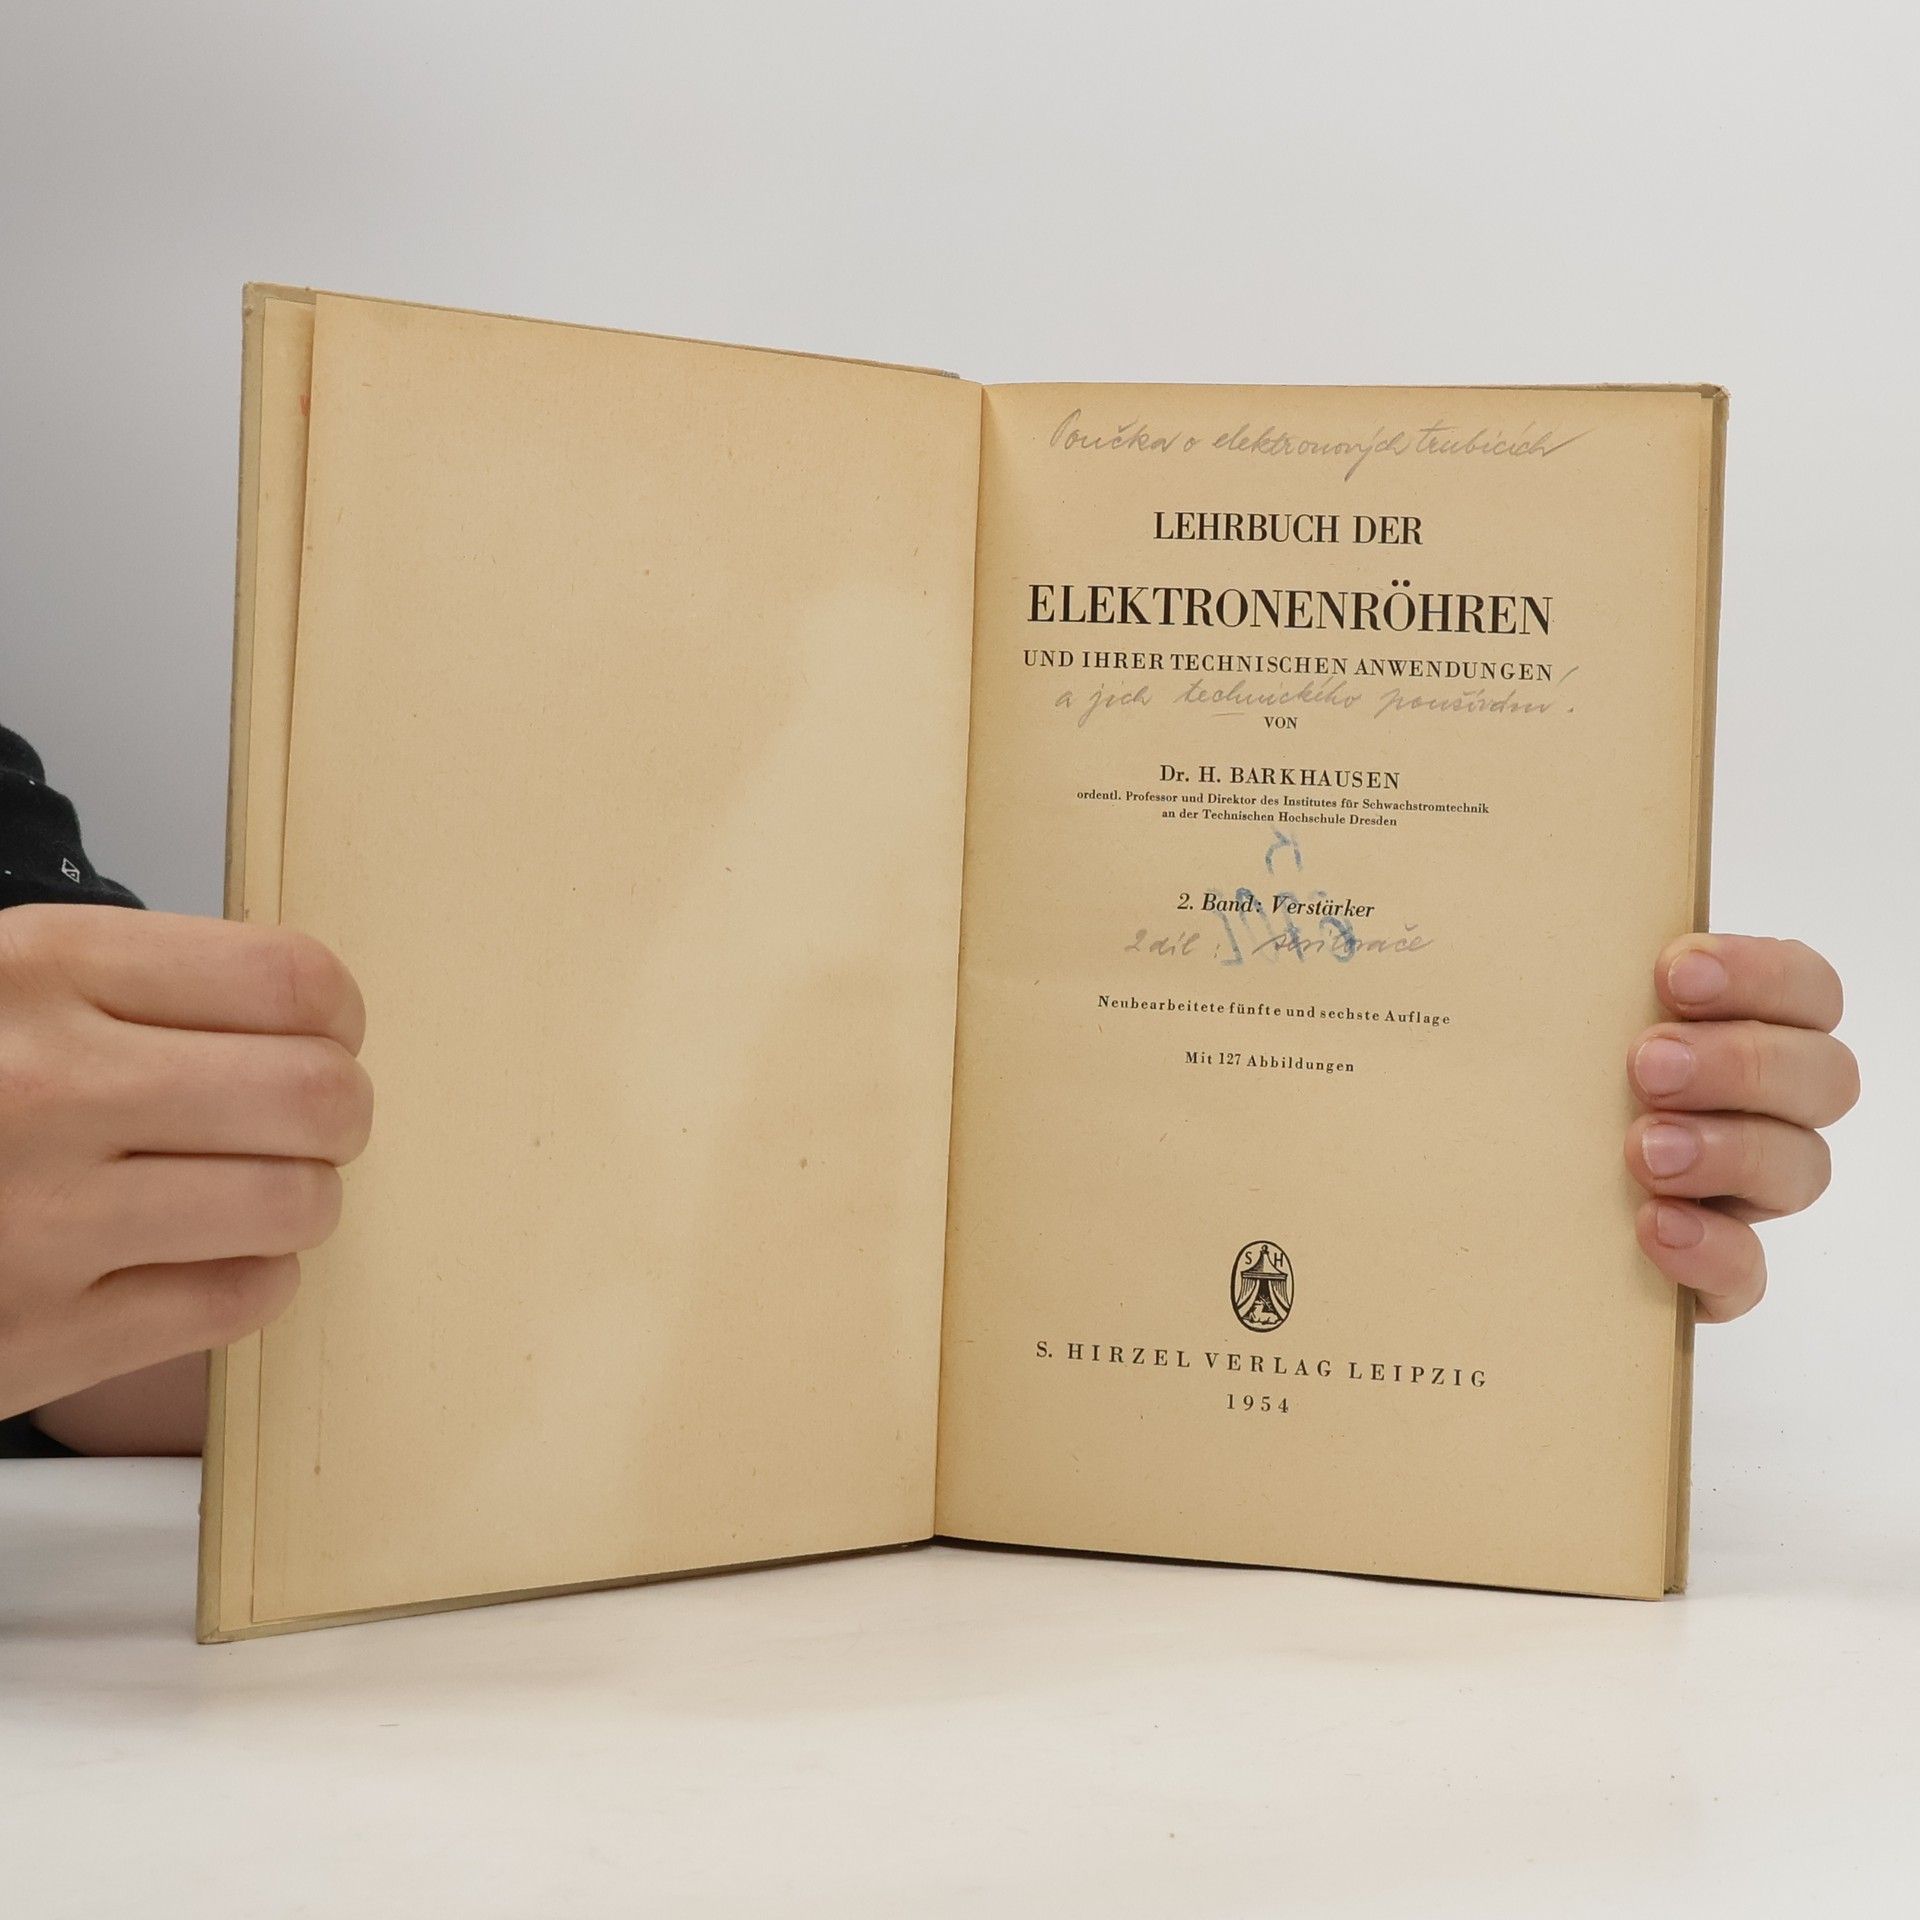 Poučka o elektronových trubicích
LEHRBUCH DER
ELEKTRONENRÖHREN
UND IHRER TECHNISCHEN ANWENDUNGEN
a jich technického používání.
VON
Dr. H. BARKHAUSEN
ordentl. Professor und Direktor des Institutes für Schwachstromtechnik
an der Technischen Hochschule Dresden
2. Band: Verstärker
2 díl :
Neubearbeitete fünfte und sechste Auflage
Mit 127 Abbildungen
S H
S. HIRZEL VERLAG LEIPZIG
1954